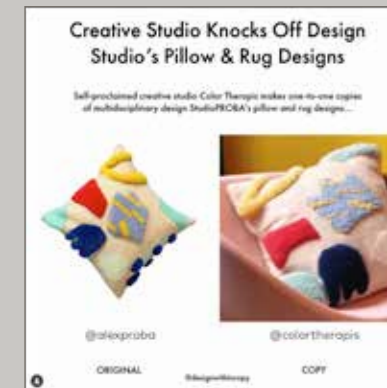 Creative Studio Knocks Off Design
Studio's Pillow & Rug Designs
Self-proclaimed creative studio Color Therapis makes one-to-one copies
of multidisciplinary design StudioPROBA's pillow and rug designs...
@alexproba
@colortherapis
ORIGINAL
COPY